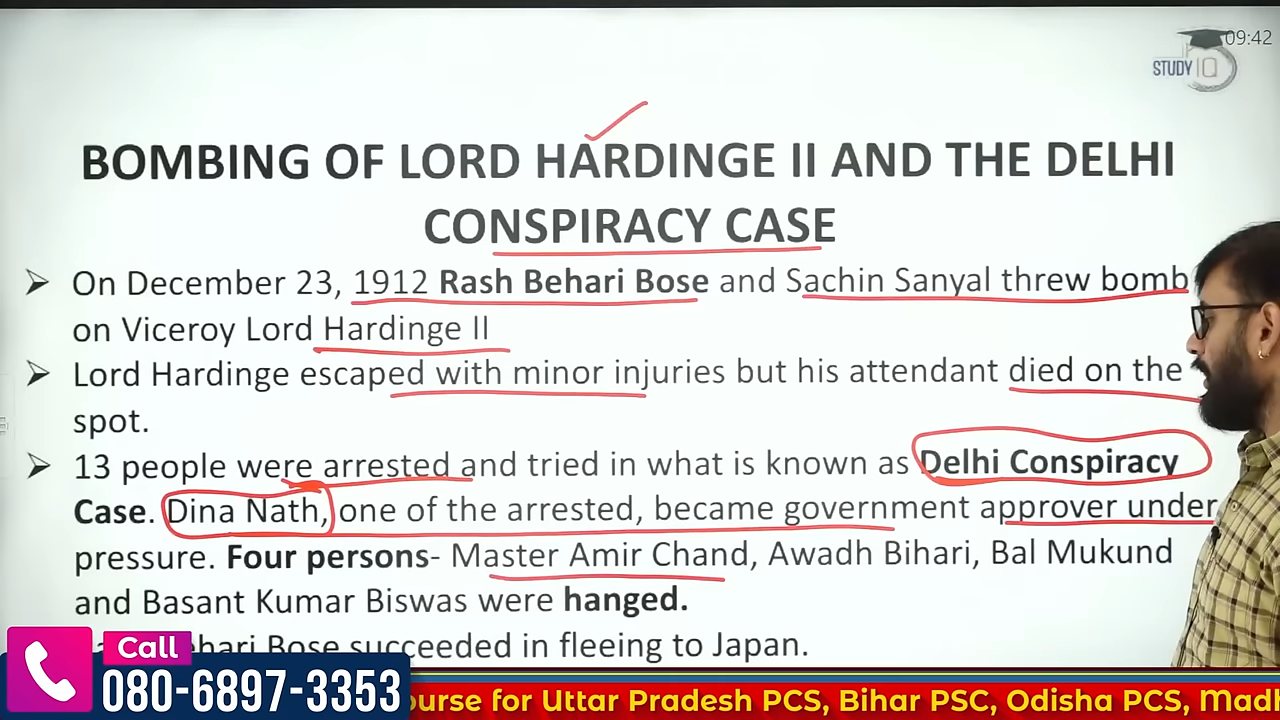 09:42
STUDY IQ
BOMBING OF LORD HARDINGE II AND THE DELHI
CONSPIRACY CASE
➢ On December 23, 1912 Rash Behari Bose and Sachin Sanyal threw bomb
on Viceroy Lord Hardinge II
➢ Lord Hardinge escaped with minor injuries but his attendant died on the
spot.
➢ 13 people were arrested and tried in what is known as Delhi Conspiracy
Case. Dina Nath, one of the arrested, became government approver under
pressure. Four persons- Master Amir Chand, Awadh Bihari, Bal Mukund
and Basant Kumar Biswas were hanged.
Behari Bose succeeded in fleeing to Japan.
Call
080-6897-3353
ourse for Uttar Pradesh PCS, Bihar PSC, Odisha PCS, Madh